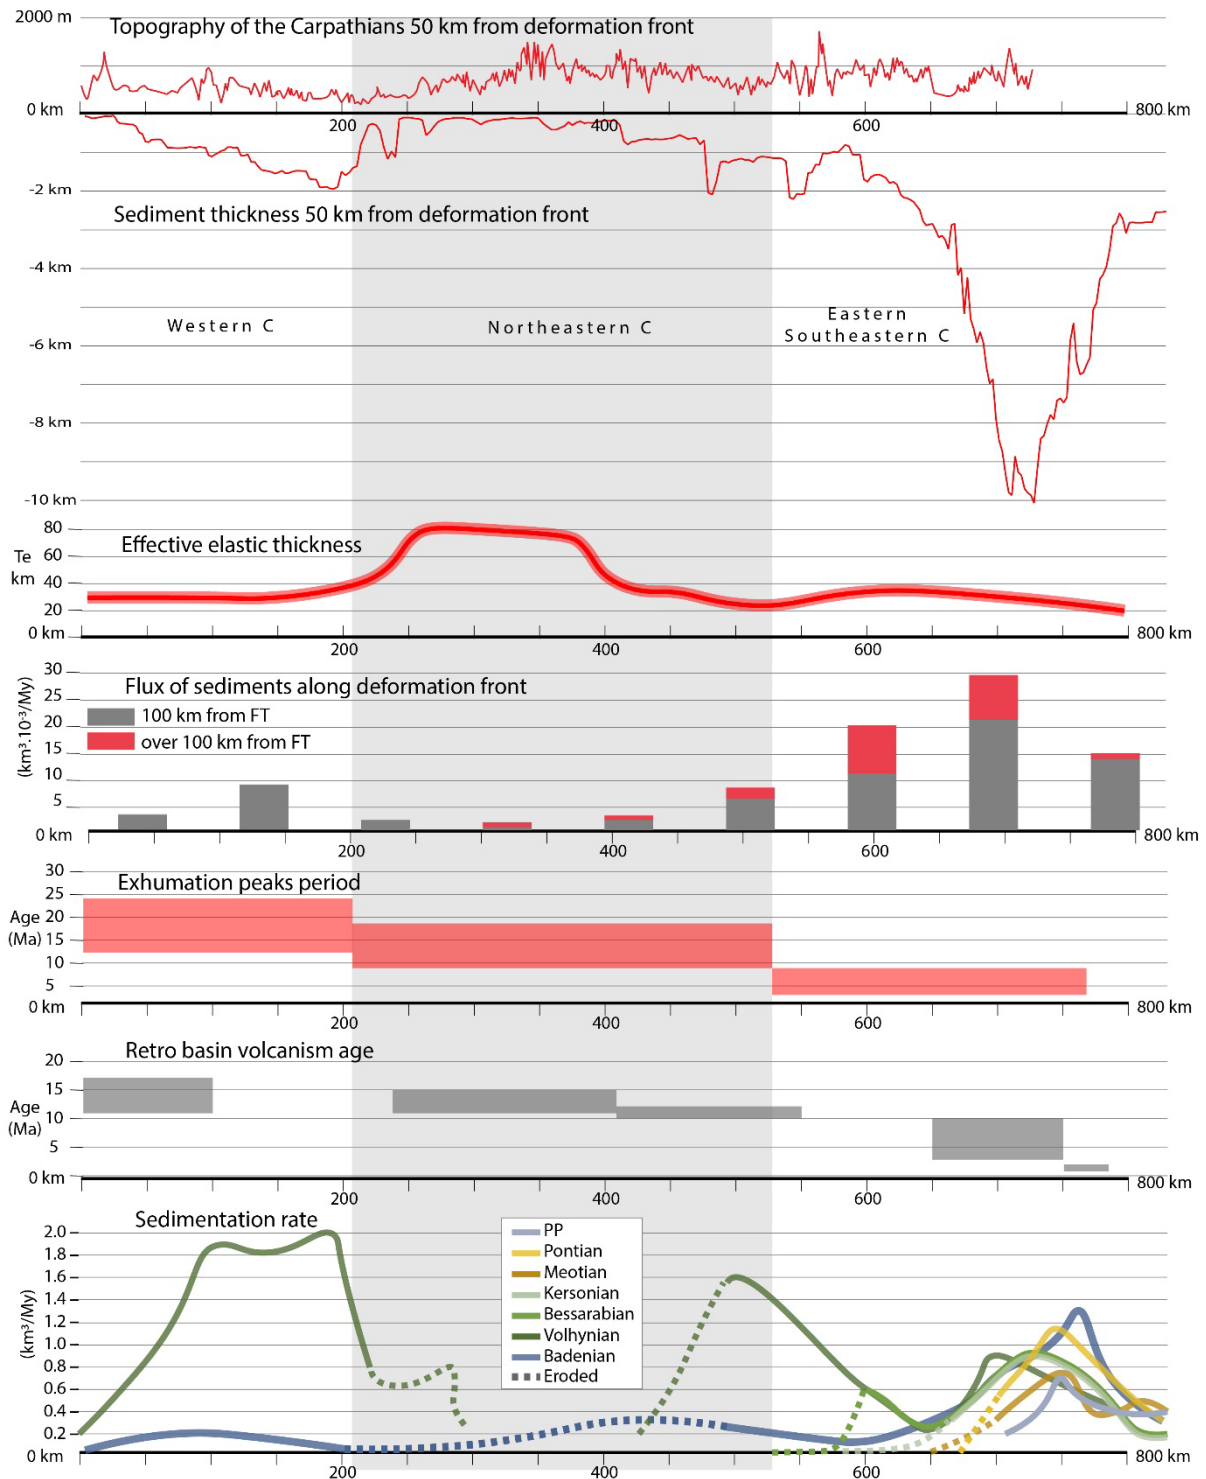 2000 m
Topography of the Carpathians 50 km from deformation front
0 km
200
400
600
800 km
-2 km
Sediment thickness 50 km from deformation front
-4 km
Western C
Northeastern C
Eastern
Southeastern C
-6 km
-8 km
-10 km
80
Effective elastic thickness
Te
km
60
40
20
0 km
200
400
600
800 km
30
Flux of sediments along deformation front
25
100 km from FT
20
over 100 km from FT
15
10
5
(km³.10⁻³/My)
0 km
200
400
600
800 km
30
Exhumation peaks period
25
Age
(Ma)
20
15
10
5
0 km
200
400
600
800 km
Retro basin volcanism age
20
15
Age
(Ma)
10
5
0 km
200
400
600
800 km
Sedimentation rate
2.0
1.8
1.6
1.4
1.2
1.0
0.8
0.6
0.4
0.2
(km³/My)
PP
Pontian
Meotian
Kersonian
Bessarabian
Volhynian
Badenian
Eroded
0 km
200
400
600
800 km